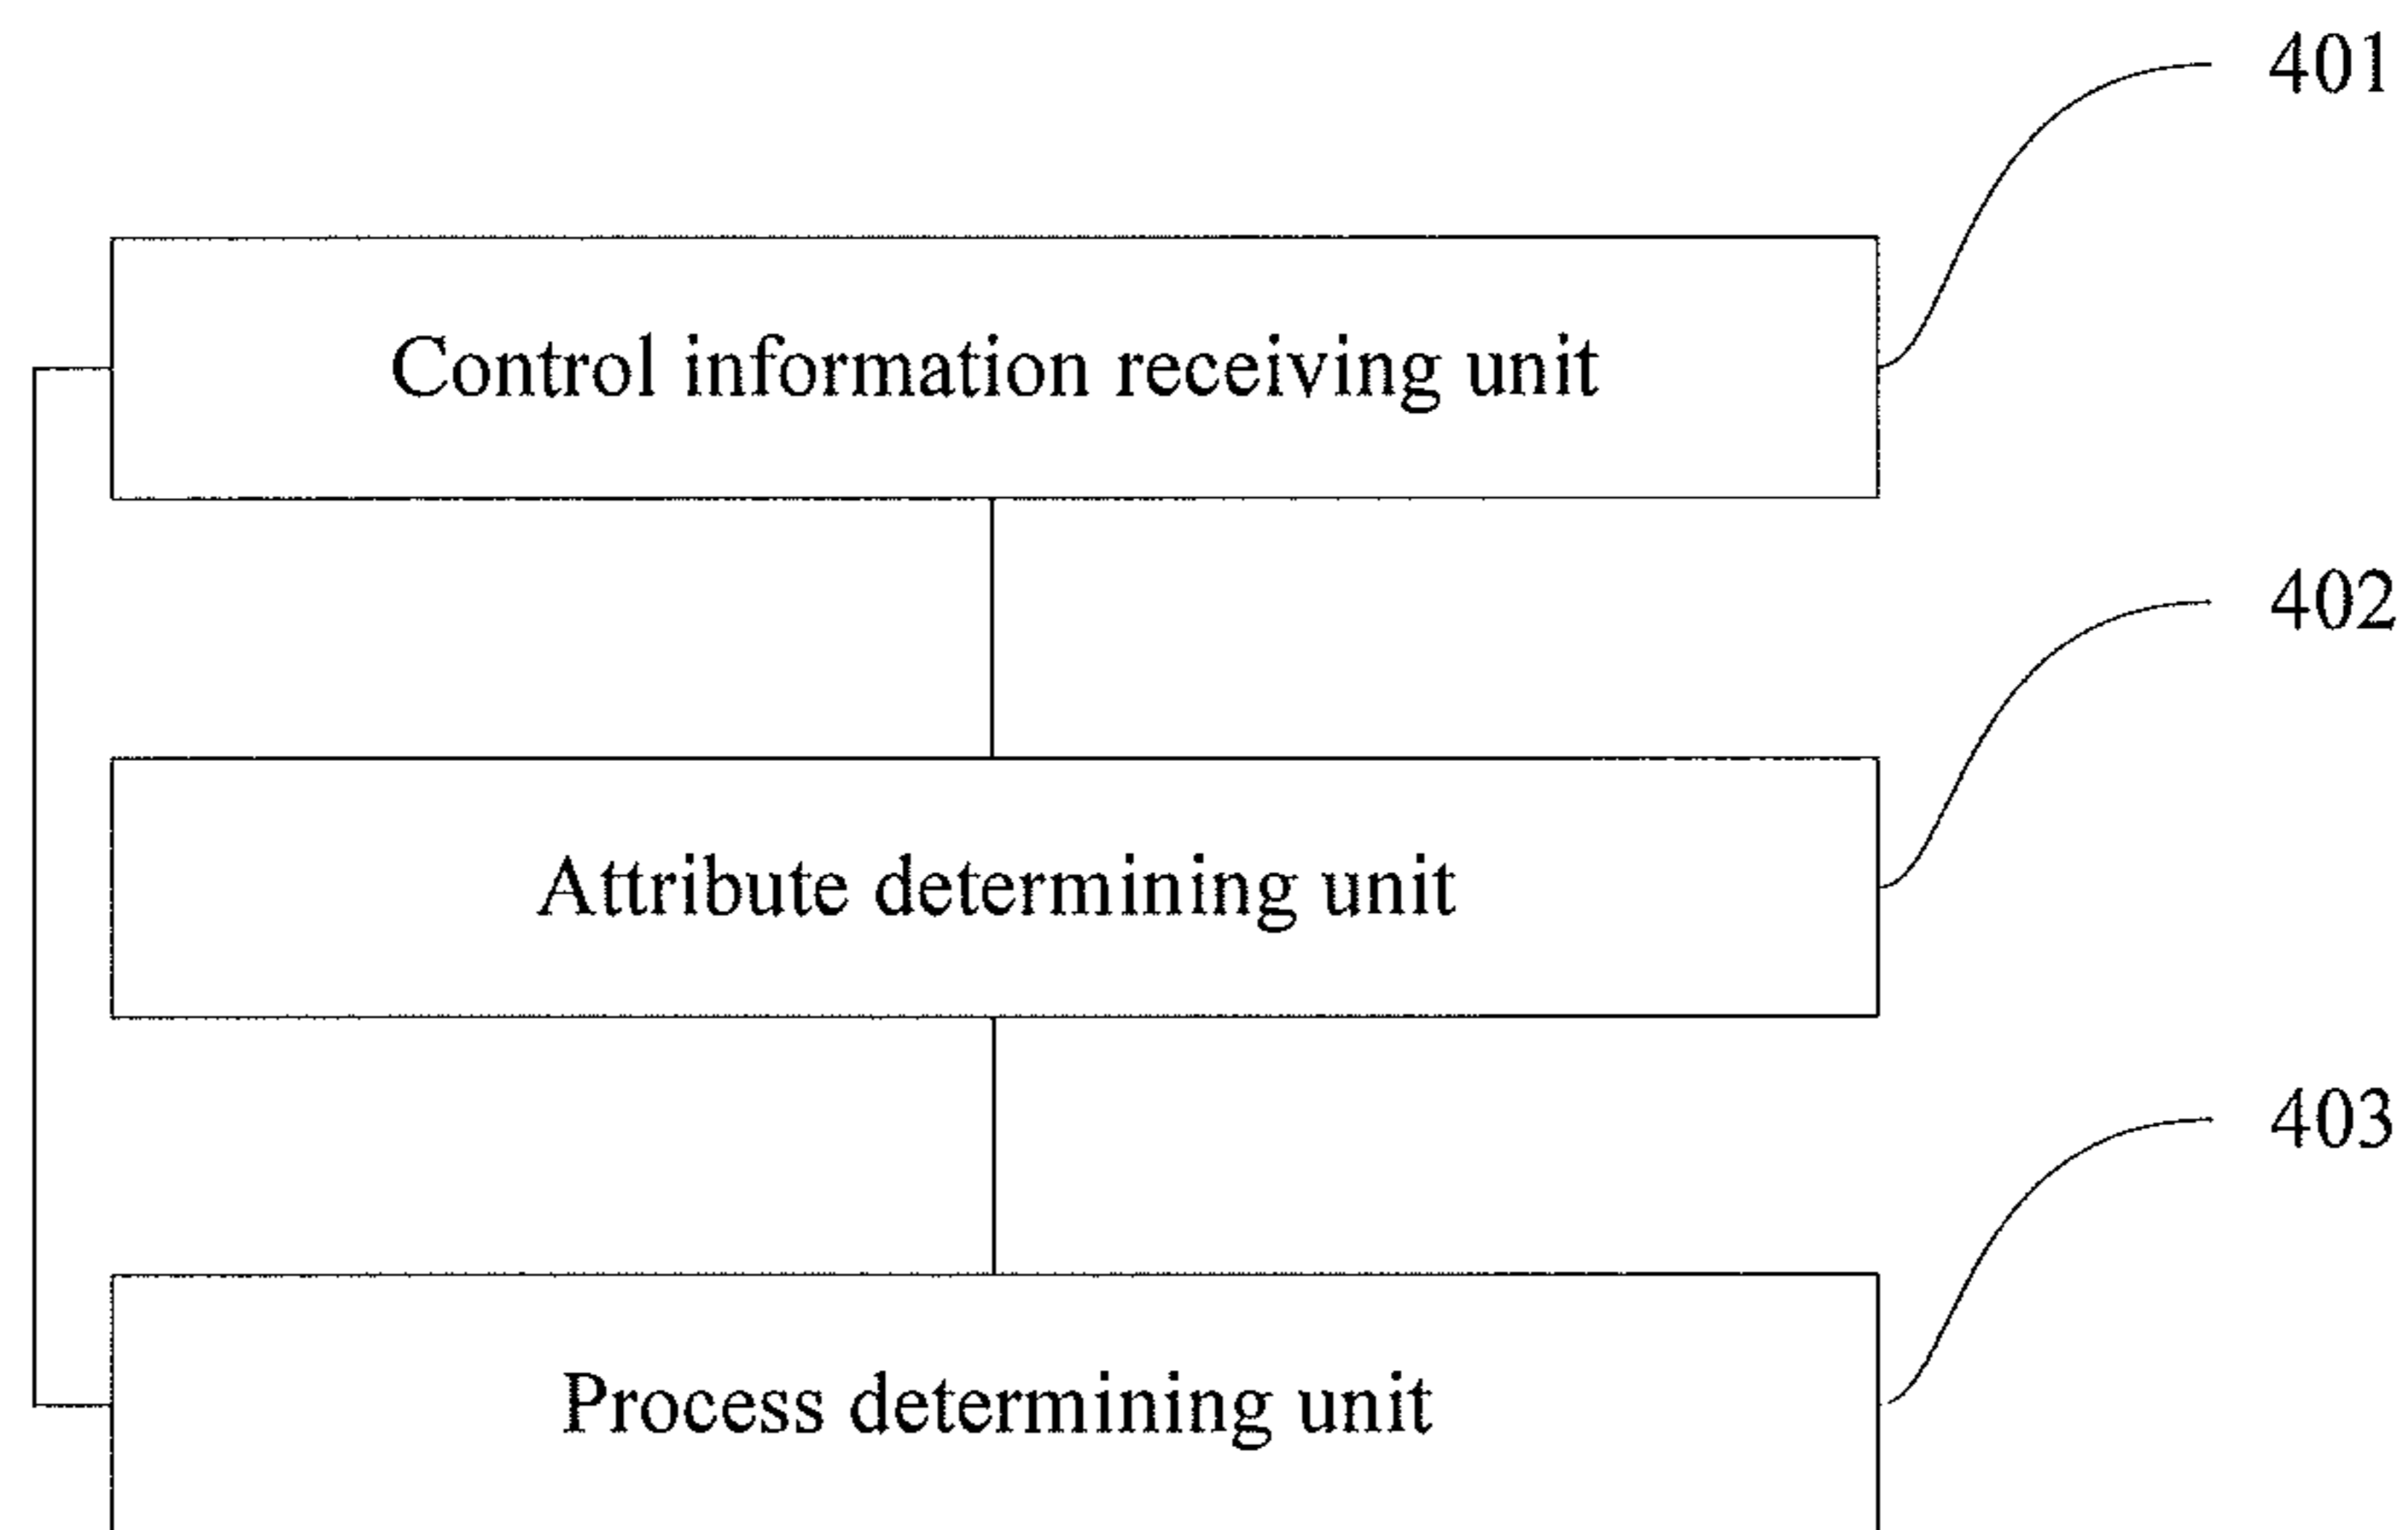 401
Control information receiving unit
402
Attribute determining unit
403
Process determining unit